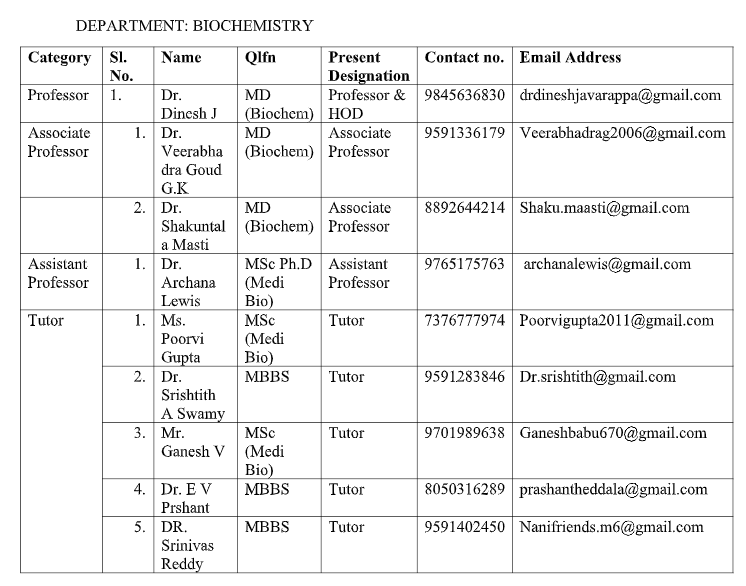 DEPARTMENT: BIOCHEMISTRY
Category Sl. No. Name Qlfn Present Designation Contact no. Email Address
Professor 1. Dr. Dinesh J MD (Biochem) Professor & HOD 9845636830 drdineshjavarappa@gmail.com
Associate Professor 1. Dr. Veerabha dra Goud G.K MD (Biochem) Associate Professor 9591336179 Veerabhadrag2006@gmail.com
2. Dr. Shakuntal a Masti MD (Biochem) Associate Professor 8892644214 Shaku.maasti@gmail.com
Assistant Professor 1. Dr. Archana Lewis MSc Ph.D (Medi Bio) Assistant Professor 9765175763 archanalewis@gmail.com
Tutor 1. Ms. Poorvi Gupta MSc (Medi Bio) Tutor 7376777974 Poorvigupta2011@gmail.com
2. Dr. Srishtith A Swamy MBBS Tutor 9591283846 Dr.srishtith@gmail.com
3. Mr. Ganesh V MSc (Medi Bio) Tutor 9701989638 Ganeshbabu670@gmail.com
4. Dr. E V Prshant MBBS Tutor 8050316289 prashantheddala@gmail.com
5. DR. Srinivas Reddy MBBS Tutor 9591402450 Nanifriends.m6@gmail.com